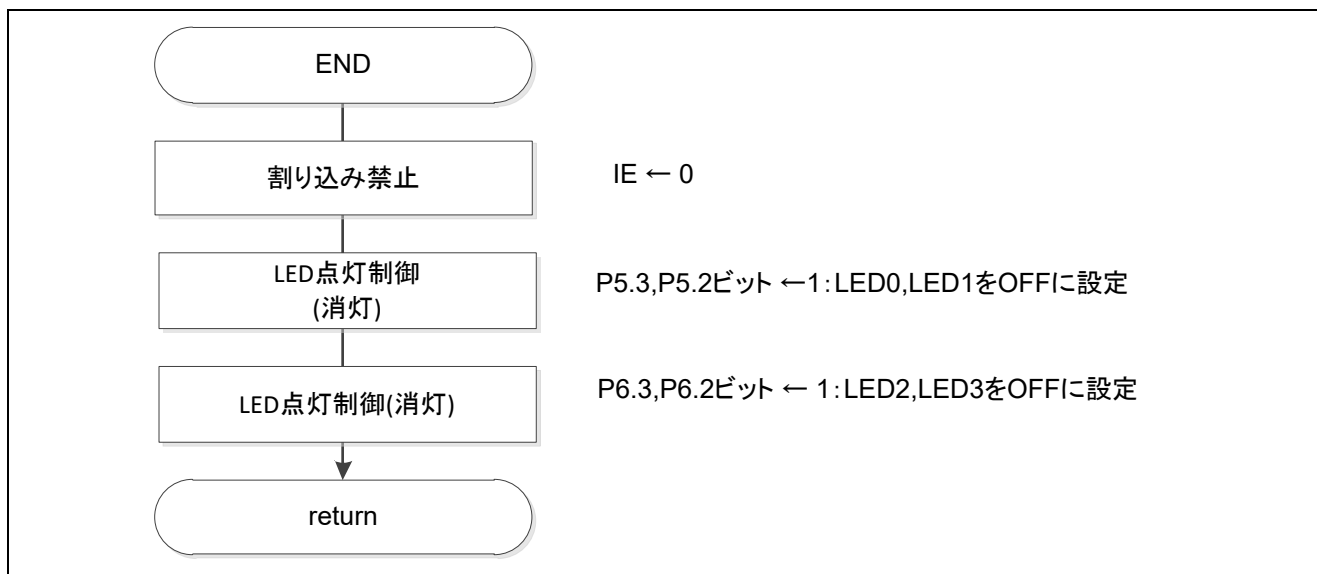 END
割り込み禁止
IE ← 0
LED点灯制御
(消灯)
P5.3,P5.2ビット ←1:LED0,LED1をOFFに設定
LED点灯制御(消灯)
P6.3,P6.2ビット ← 1:LED2,LED3をOFFに設定
return